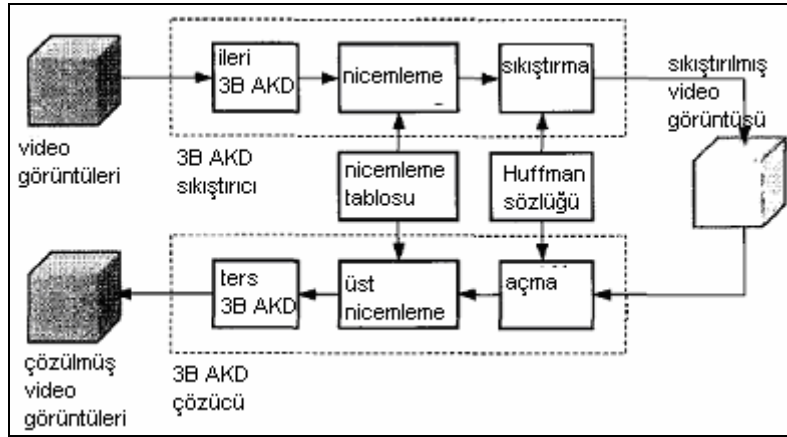 ileri
3B AKD
nicemleme
sıkıştırma
sıkıştırılmış
video
görüntüsü
video
görüntüleri
3B AKD
sıkıştırıcı
nicemleme
tablosu
Huffman
sözlüğü
ters
3B AKD
üst
nicemleme
açma
çözülmüş
video
görüntüleri
3B AKD
çözücü